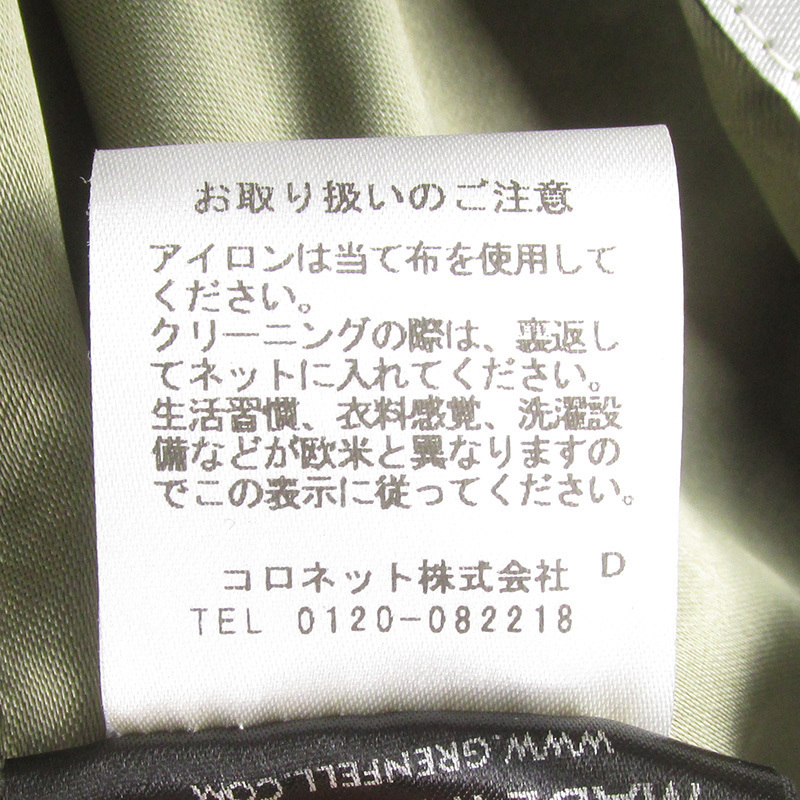 お取り扱いのご注意
アイロンは当て布を使用して
ください。
クリーニングの際は、裏返し
てネットに入れてください。
生活習慣、衣料感覚、洗濯設
備などが欧米と異なりますの
でこの表示に従ってください。
コロネット株式会社 D
TEL 0120-082218
WWW.GRENFELL.COM
MADE